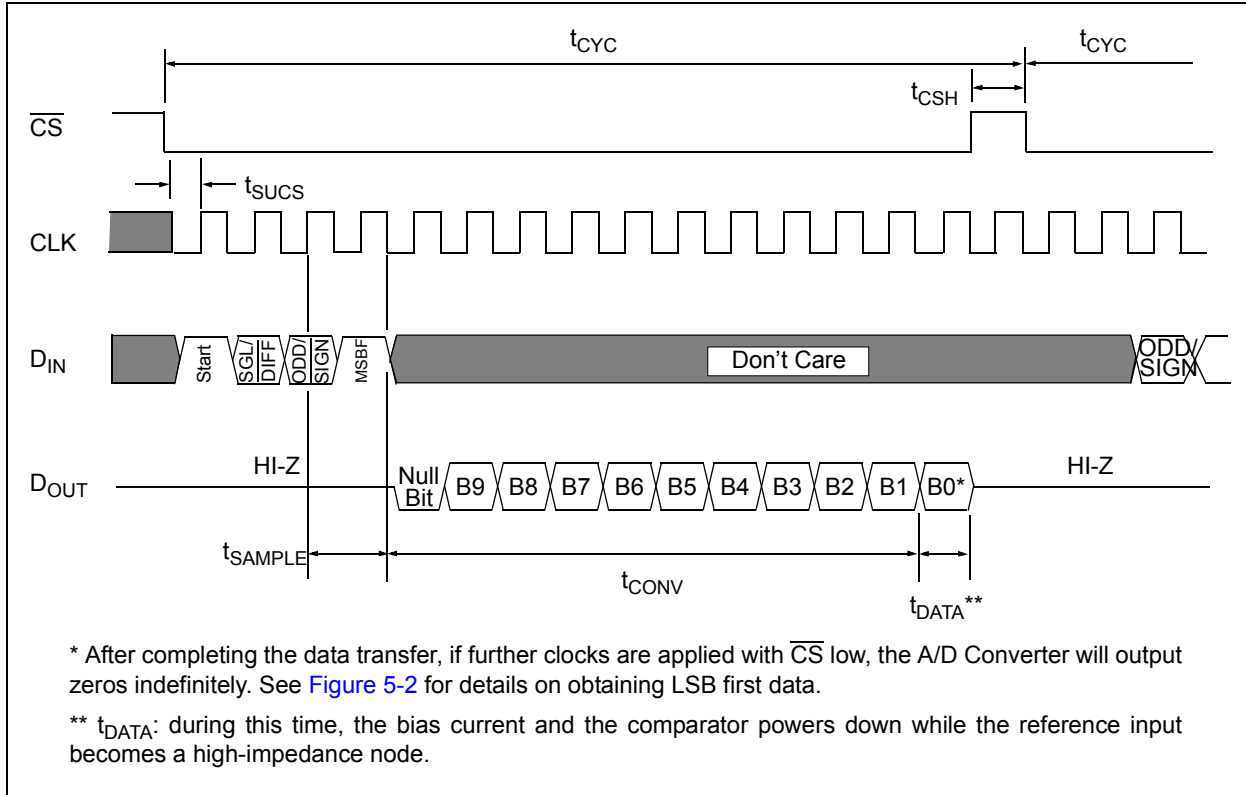 tCYC tCYC
tCSH
CS
tSUCS
CLK
DIN Start SGL/ DIFF ODD/ SIGN MSBF Don't Care ODD/ SIGN
HI-Z HI-Z
DOUT Null Bit B9 B8 B7 B6 B5 B4 B3 B2 B1 B0*
tSAMPLE
tCONV
tDATA**
* After completing the data transfer, if further clocks are applied with CS low, the A/D Converter will output
zeros indefinitely. See Figure 5-2 for details on obtaining LSB first data.
** tDATA: during this time, the bias current and the comparator powers down while the reference input
becomes a high-impedance node.